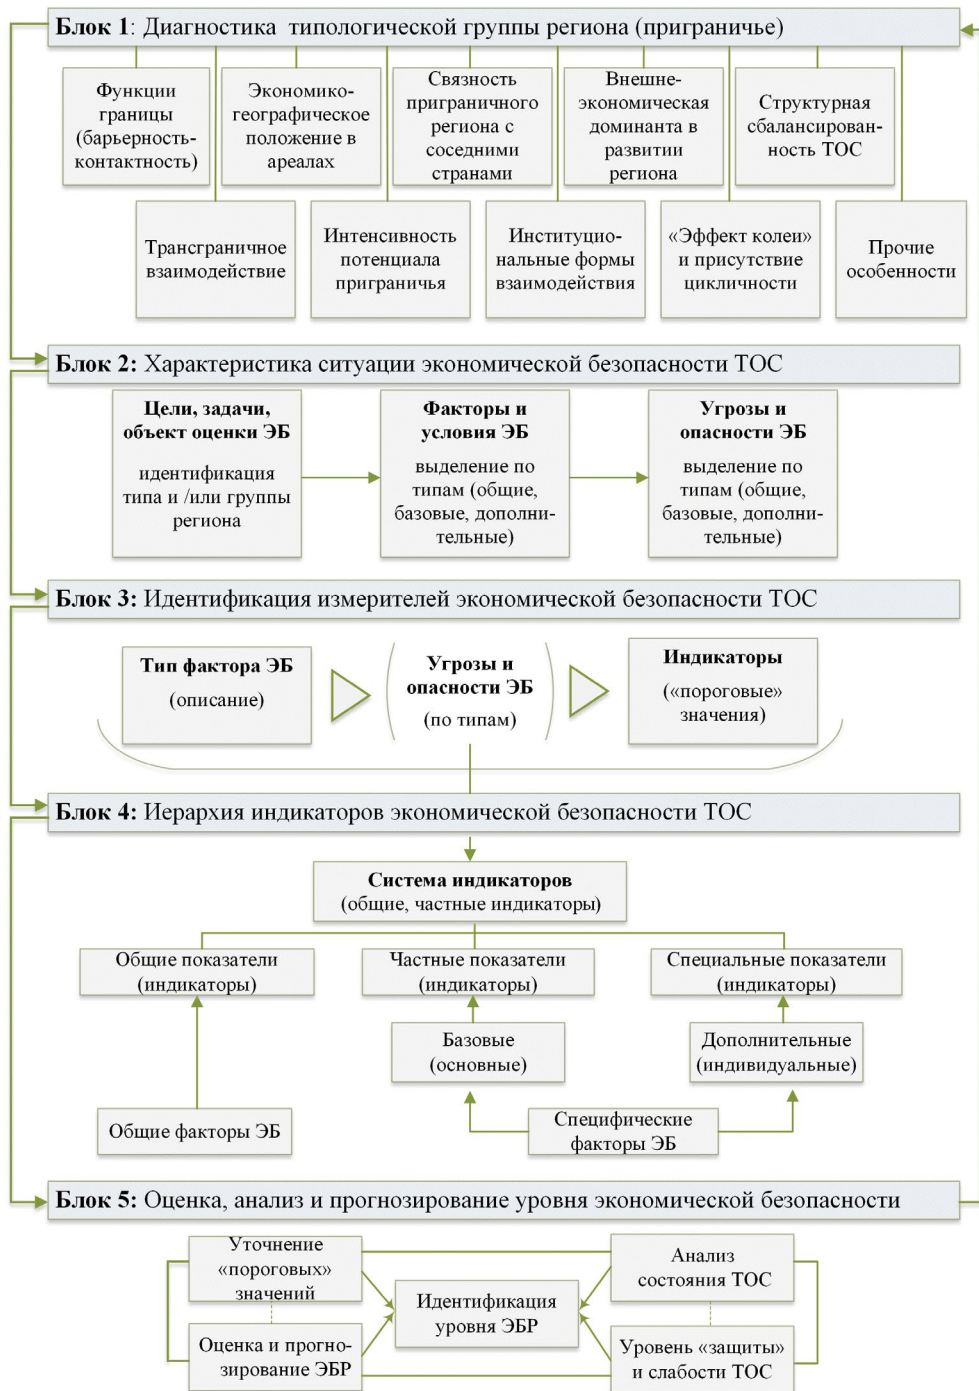 Блок 1: Диагностика типологической группы региона (приграничье)
Функции
границы
(барьерность-
контактность)
Экономико-
географическое
положение в
ареалах
Связность
приграничного
региона с
соседними
странами
Внешне-
экономическая
доминанта в
развитии
региона
Структурная
сбалансирован-
ность ТОС
Трансграничное
взаимодействие
Интенсивность
потенциала
приграничья
Институцио-
нальные формы
взаимодействия
«Эффект колеи»
и присутствие
цикличности
Прочие
особенности
Блок 2: Характеристика ситуации экономической безопасности ТОС
Цели, задачи,
объект оценки ЭБ
идентификация
типа и /или группы
региона
Факторы и
условия ЭБ
выделение по
типам (общие,
базовые, дополни-
тельные)
Угрозы и
опасности ЭБ
выделение по
типам (общие,
базовые, дополни-
тельные)
Блок 3: Идентификация измерителей экономической безопасности ТОС
Тип фактора ЭБ
(описание)
Угрозы и
опасности ЭБ
(по типам)
Индикаторы
(«пороговые»
значения)
Блок 4: Иерархия индикаторов экономической безопасности ТОС
Система индикаторов
(общие, частные индикаторы)
Общие показатели
(индикаторы)
Частные показатели
(индикаторы)
Специальные показатели
(индикаторы)
Базовые
(основные)
Дополнительные
(индивидуальные)
Общие факторы ЭБ
Специфические
факторы ЭБ
Блок 5: Оценка, анализ и прогнозирование уровня экономической безопасности
Уточнение
«пороговых»
значений
Анализ
состояния ТОС
Идентификация
уровня ЭБР
Оценка и прогно-
зирование ЭБР
Уровень «защиты»
и слабости ТОС